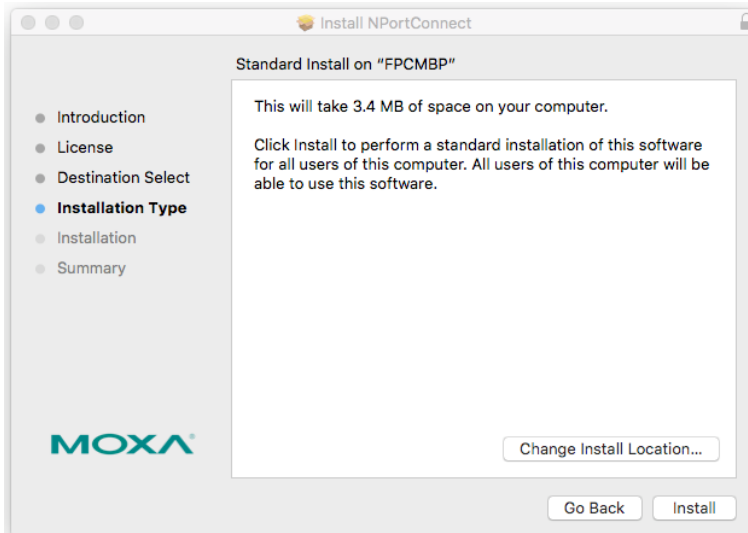 Install NPortConnect
Standard Install on "FPCMBP"
Introduction
License
Destination Select
Installation Type
Installation
Summary
This will take 3.4 MB of space on your computer.
Click Install to perform a standard installation of this software
for all users of this computer. All users of this computer will be
able to use this software.
MOXA®
Change Install Location...
Go Back
Install